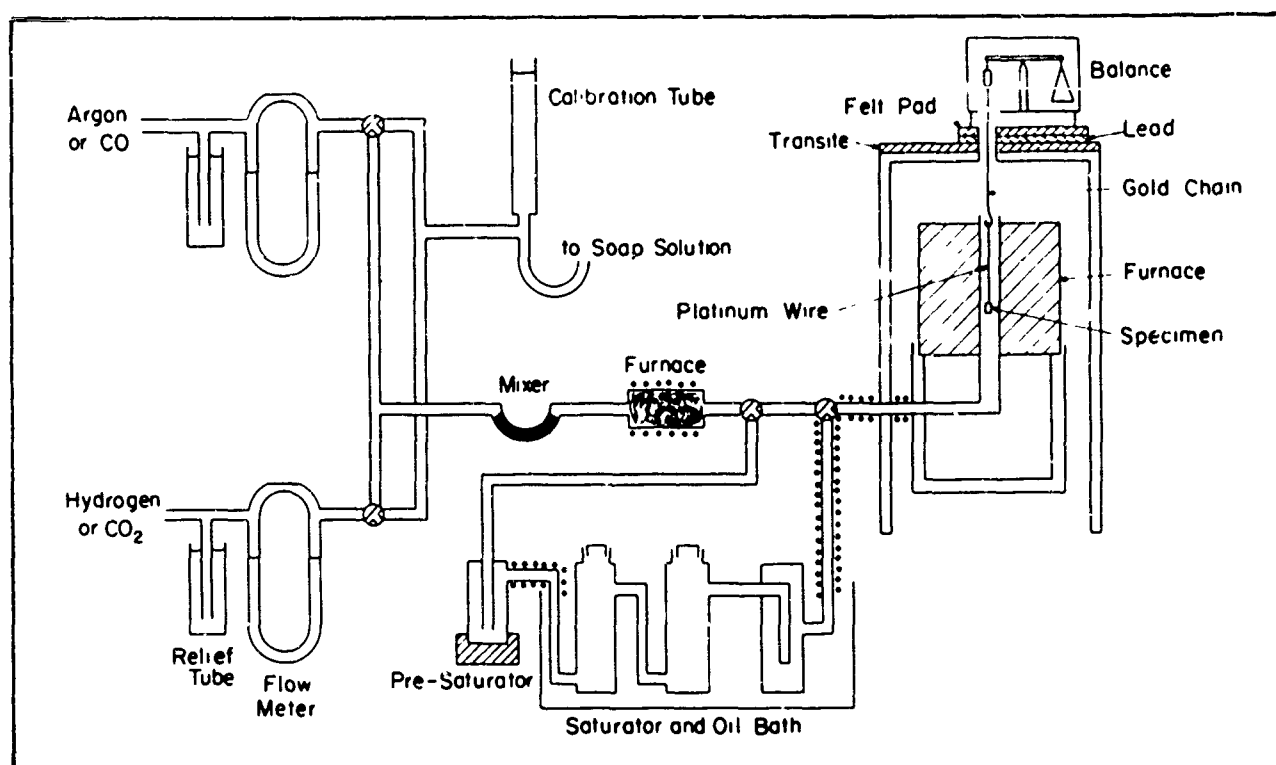 Argon
or CO
Calibration Tube
Balance
Felt Pad
Transite
Lead
Gold Chain
to Soap Solution
Furnace
Platinum Wire
Specimen
Furnace
Mixer
Hydrogen
or CO₂
Relief
Tube
Flow
Meter
Pre-Saturator
Saturator and Oil Bath